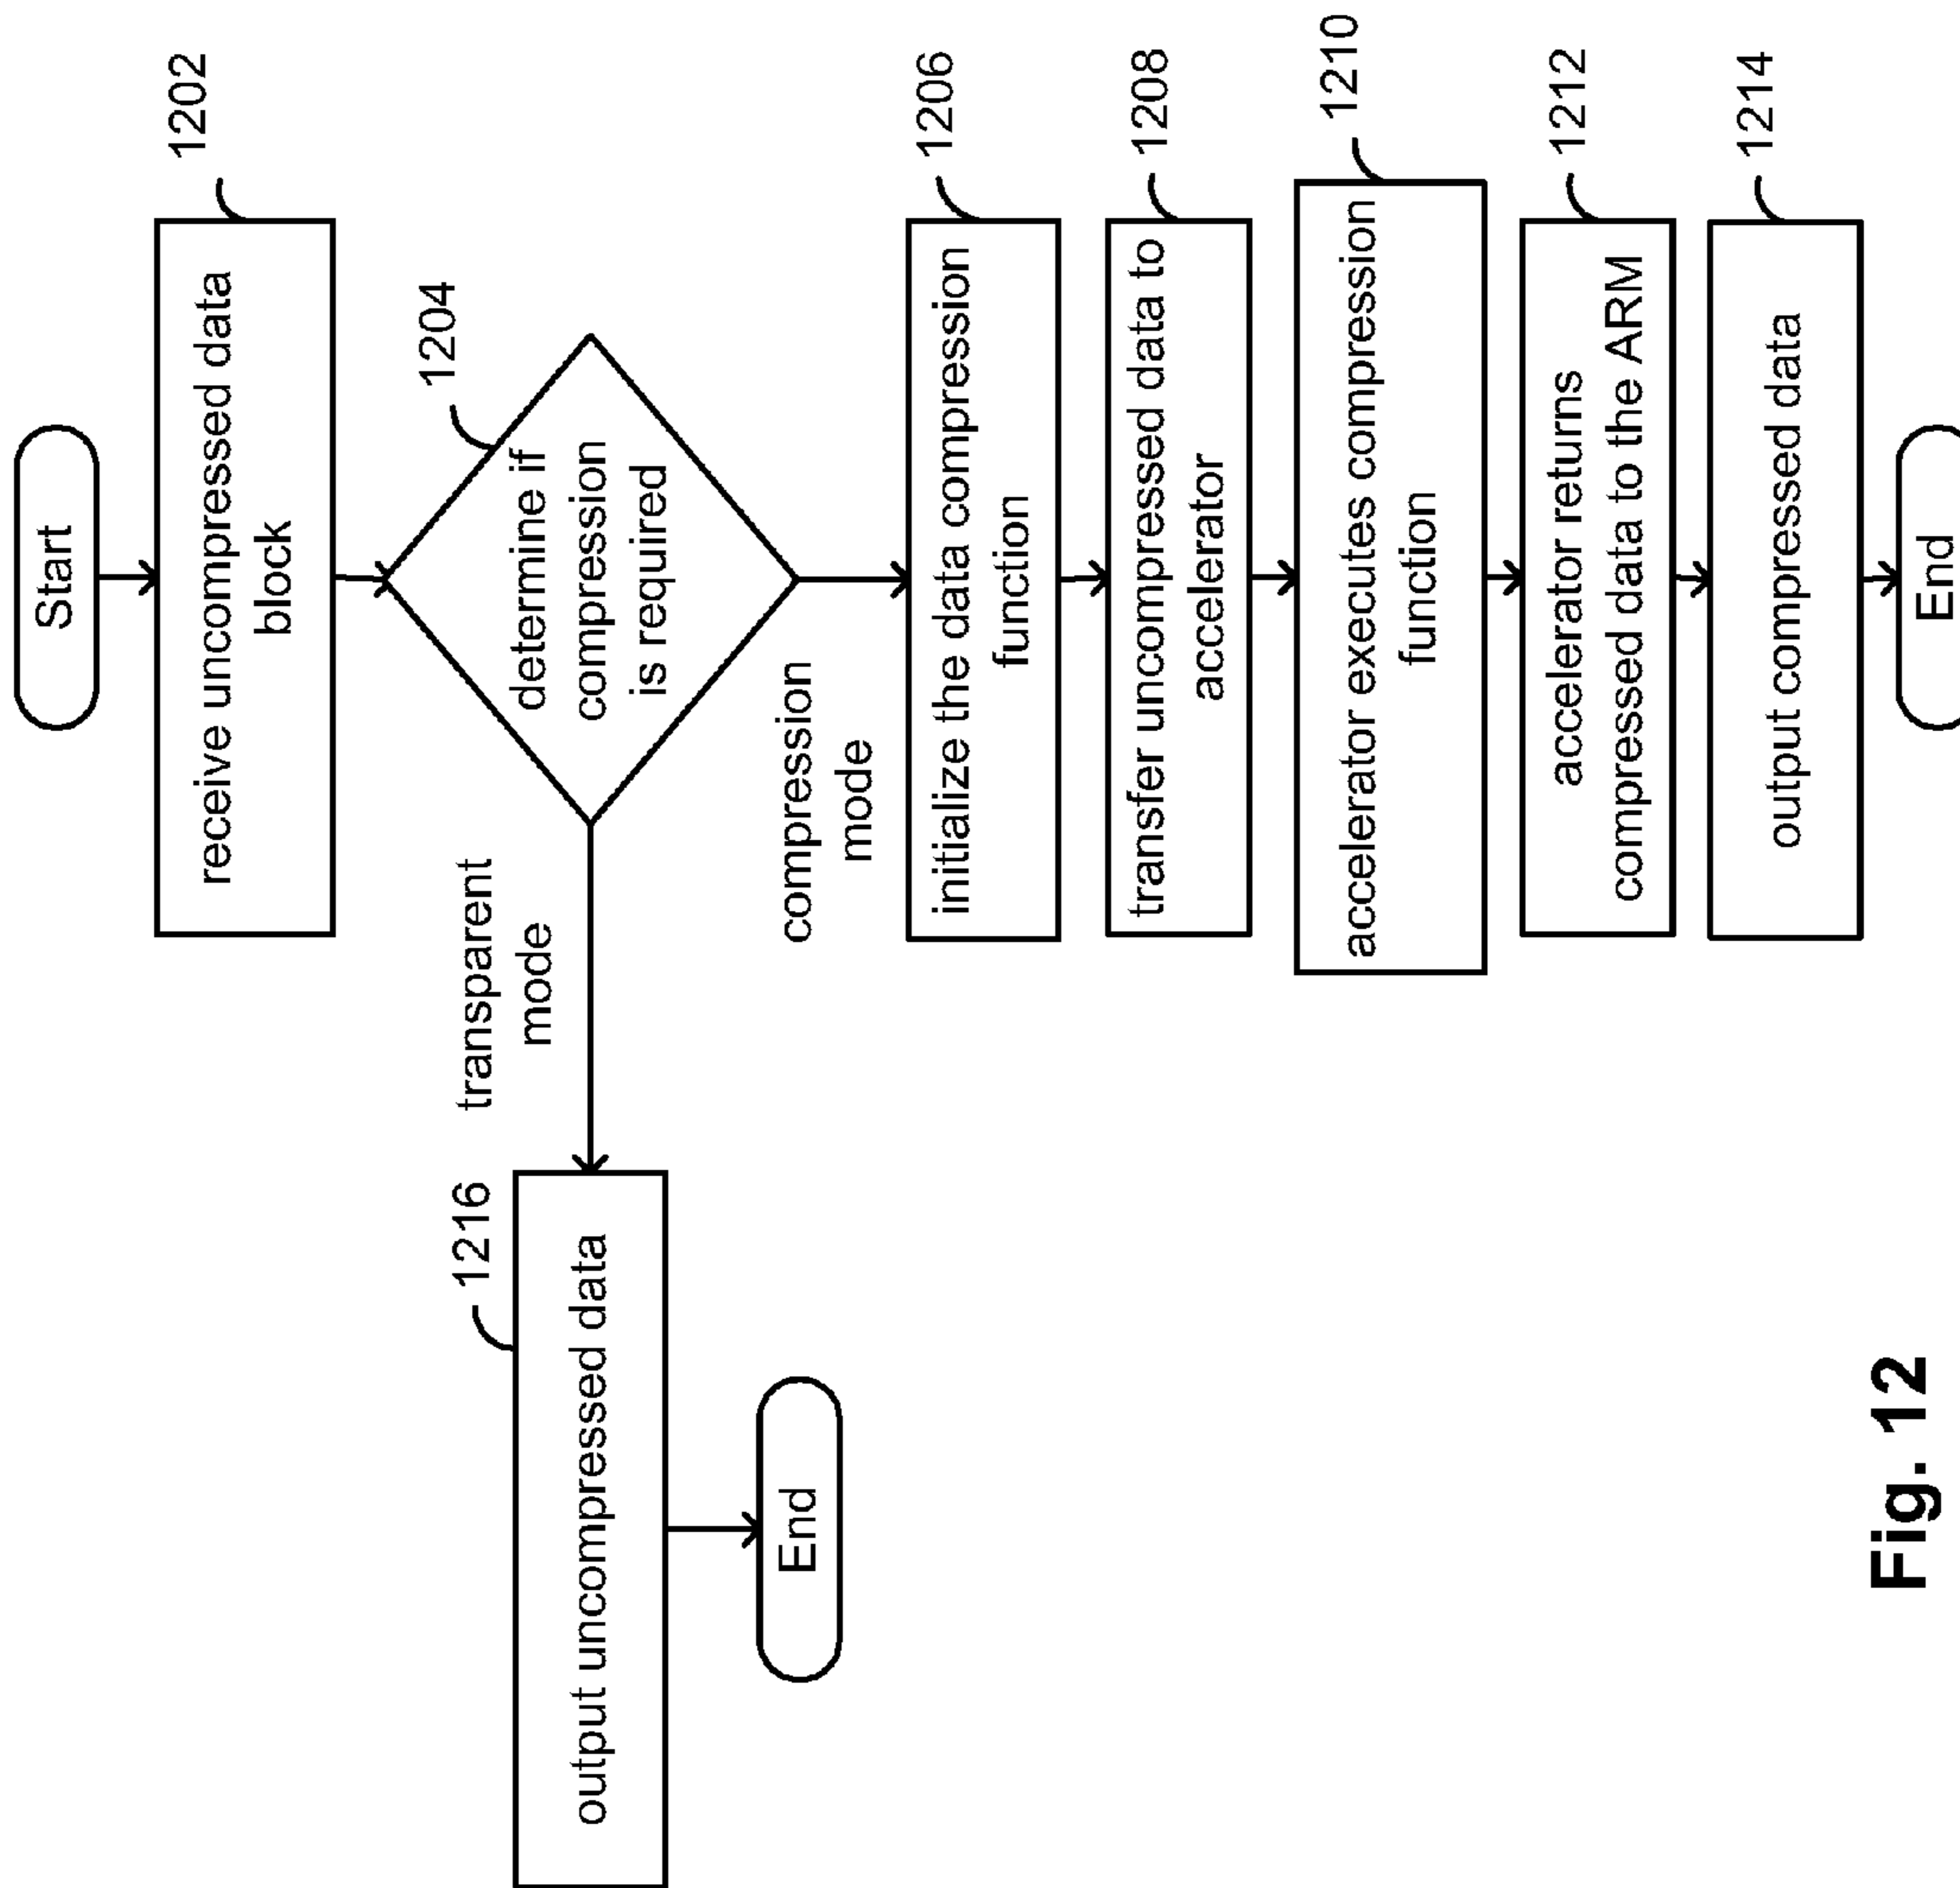 Start
receive uncompressed data
block
1202
determine if
compression
is required
1204
transparent
mode
compression
mode
output uncompressed data
1216
End
initialize the data compression
function
1206
transfer uncompressed data to
accelerator
1208
accelerator executes compression
function
1210
accelerator returns
compressed data to the ARM
1212
output compressed data
1214
End
Fig. 12